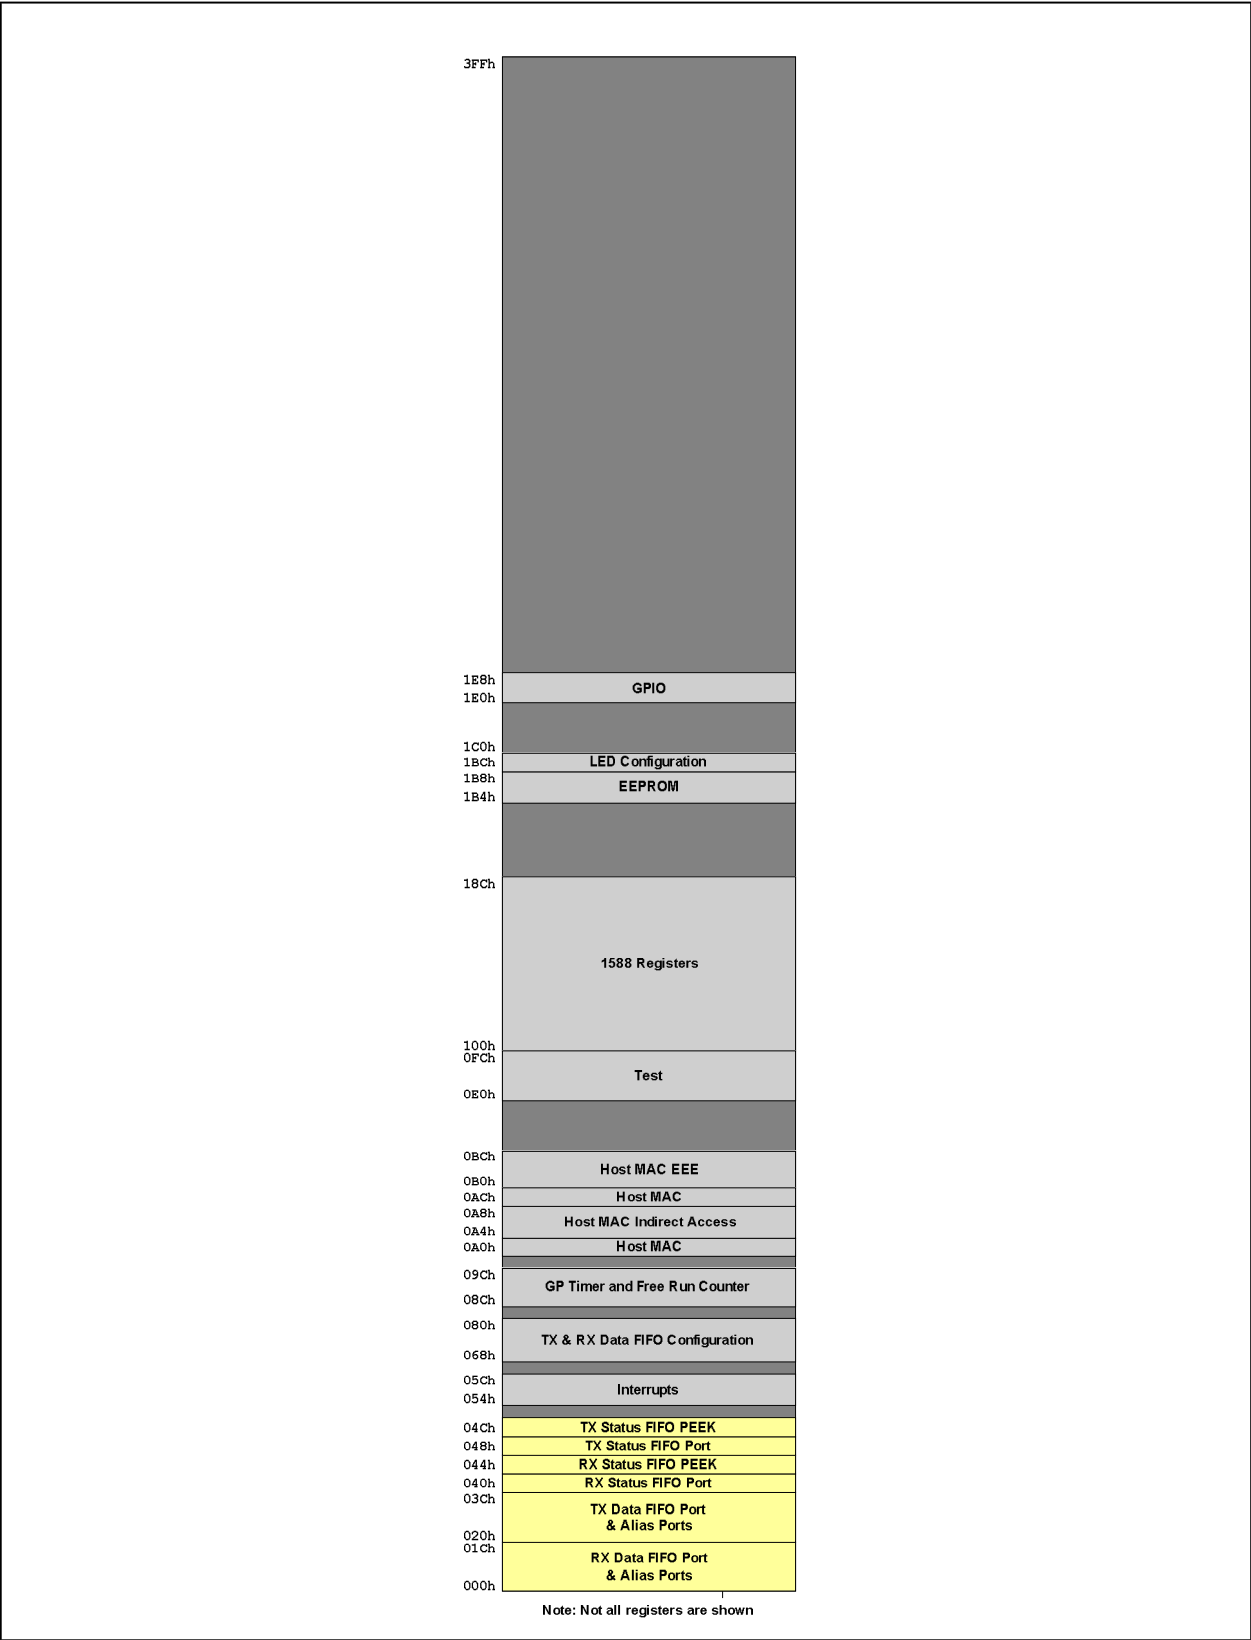 3FFh
1E8h
GPIO
1E0h
1C0h
1BCh
LED Configuration
1B8h
EEPROM
1B4h
18Ch
1588 Registers
100h
0FCh
Test
0E0h
0BCh
Host MAC EEE
0B0h
0ACh
Host MAC
0A8h
Host MAC Indirect Access
0A4h
0A0h
Host MAC
09Ch
GP Timer and Free Run Counter
08Ch
080h
TX & RX Data FIFO Configuration
068h
05Ch
Interrupts
054h
04Ch
TX Status FIFO PEEK
048h
TX Status FIFO Port
044h
RX Status FIFO PEEK
040h
RX Status FIFO Port
03Ch
TX Data FIFO Port
& Alias Ports
020h
01Ch
RX Data FIFO Port
& Alias Ports
000h
Note: Not all registers are shown